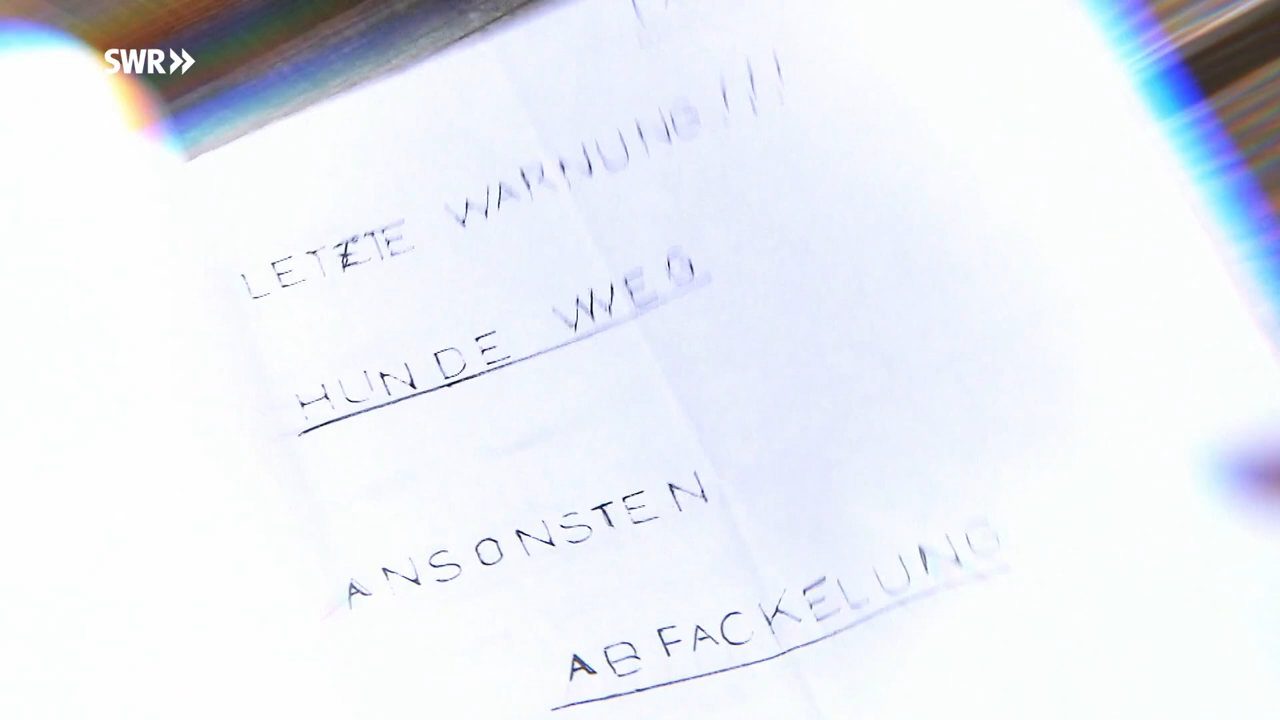 SWR
LETZTE WARNUNG!!!
HUNDE WEG
ANSONSTEN
ABFACKELUNG